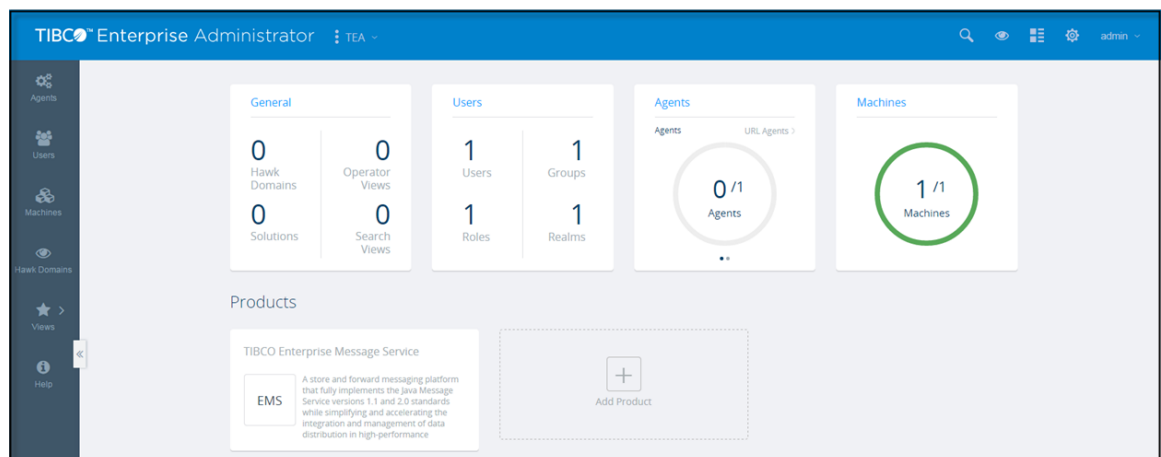 TIBCO™ Enterprise Administrator TEA admin
Agents
Users
Machines
Hawk Domains
Views
Help
General
0
Hawk
Domains
0
Operator
Views
0
Solutions
0
Search
Views
Users
1
Users
1
Groups
1
Roles
1
Realms
Agents
Agents URL Agents >
0 /1
Agents
Machines
1 /1
Machines
Products
TIBCO Enterprise Message Service
EMS
A store and forward messaging platform
that fully implements the Java Message
Service versions 1.1 and 2.0 standards
while simplifying and accelerating the
integration and management of data
distribution in high-performance
Add Product